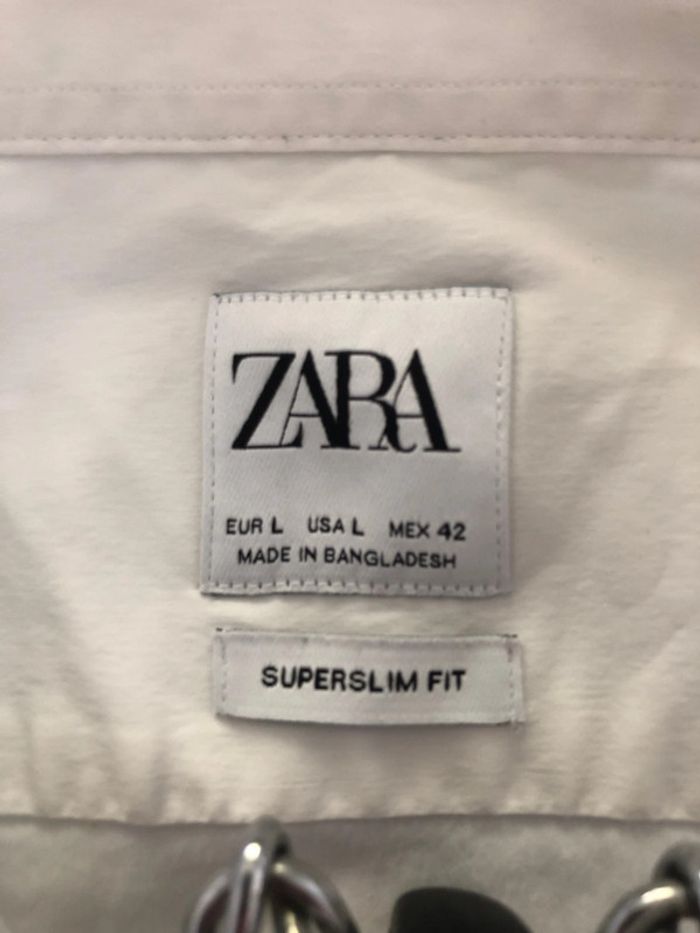 ZARA
EUR L USA L MEX 42
MADE IN BANGLADESH
SUPERSLIM FIT